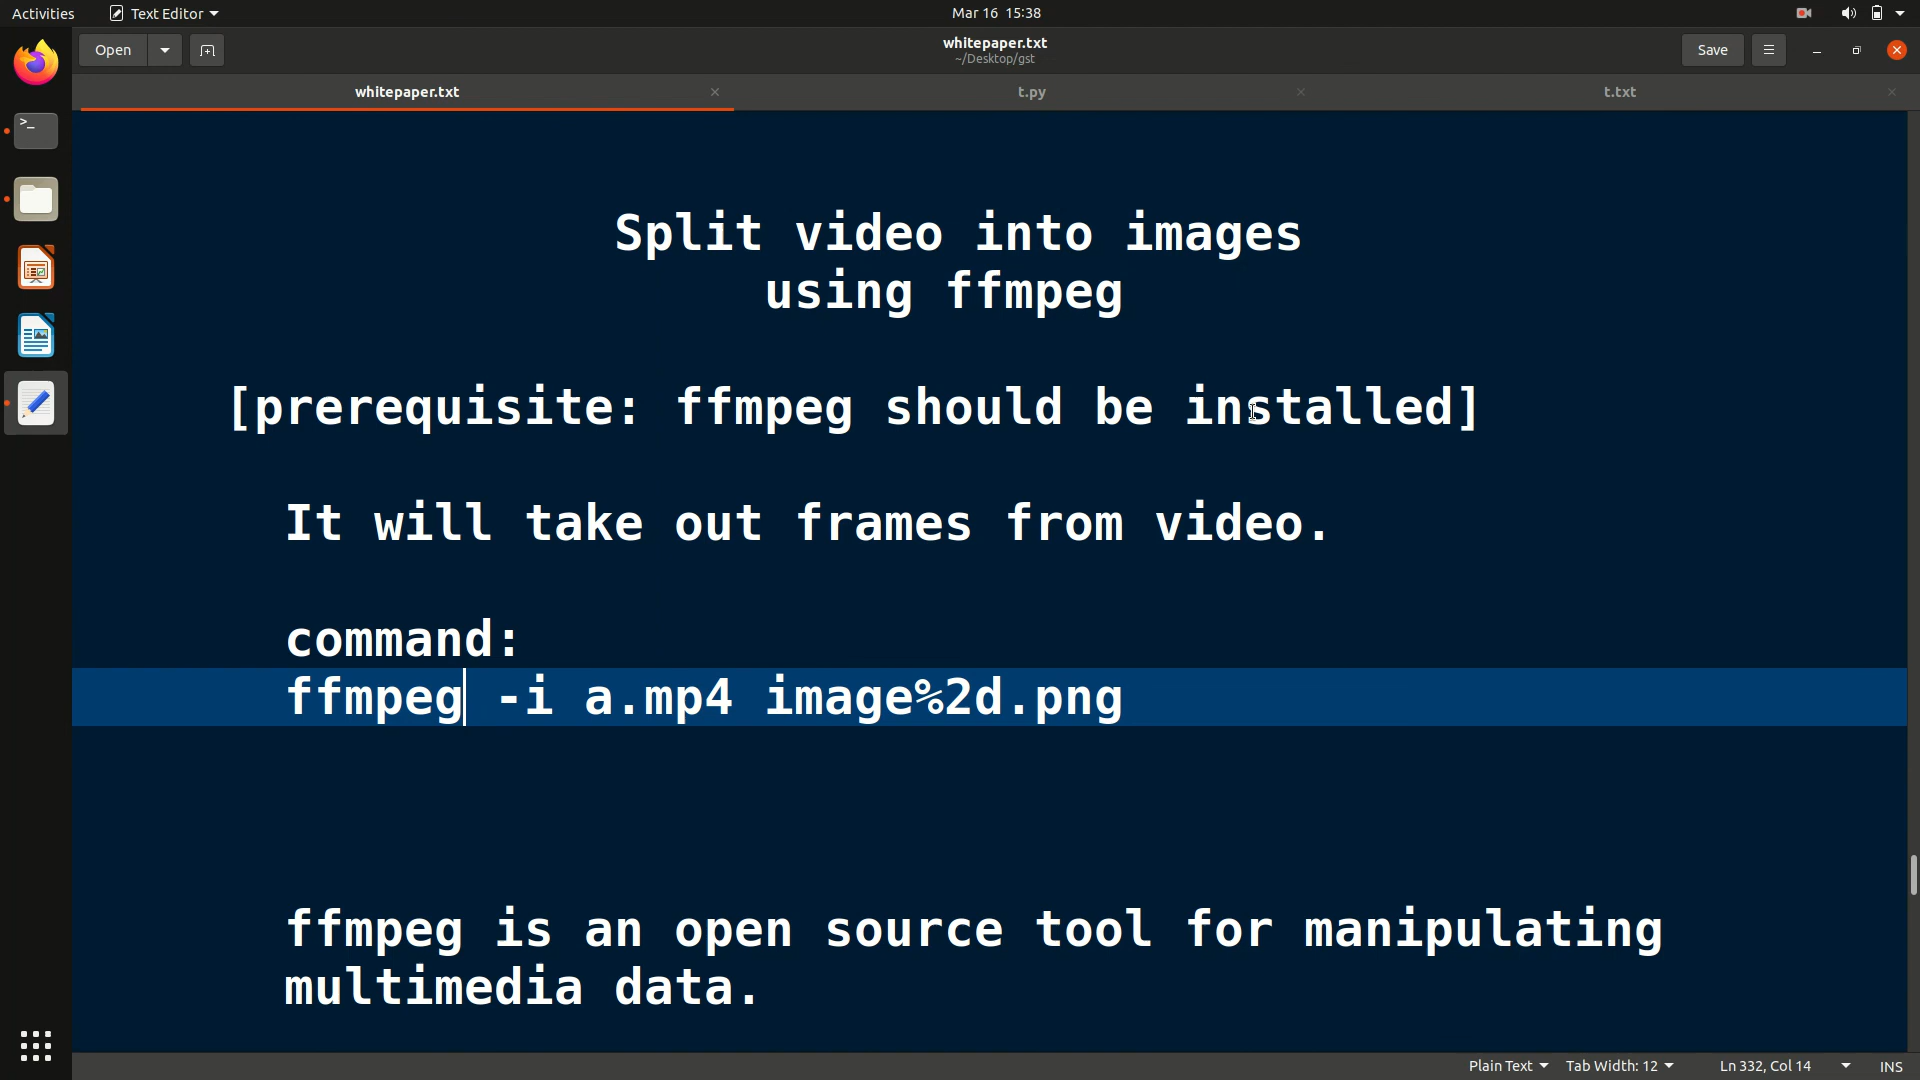 Activities
Text Editor
Mar 16 15:38
Open
whitepaper.txt
~/Desktop/gst
Save
whitepaper.txt
t.py
t.txt
Split video into images
using ffmpeg
[prerequisite: ffmpeg should be installed]
It will take out frames from video.
command:
ffmpeg -i a.mp4 image%2d.png
ffmpeg is an open source tool for manipulating
multimedia data.
Plain Text
Tab Width: 12
Ln 332, Col 14
INS